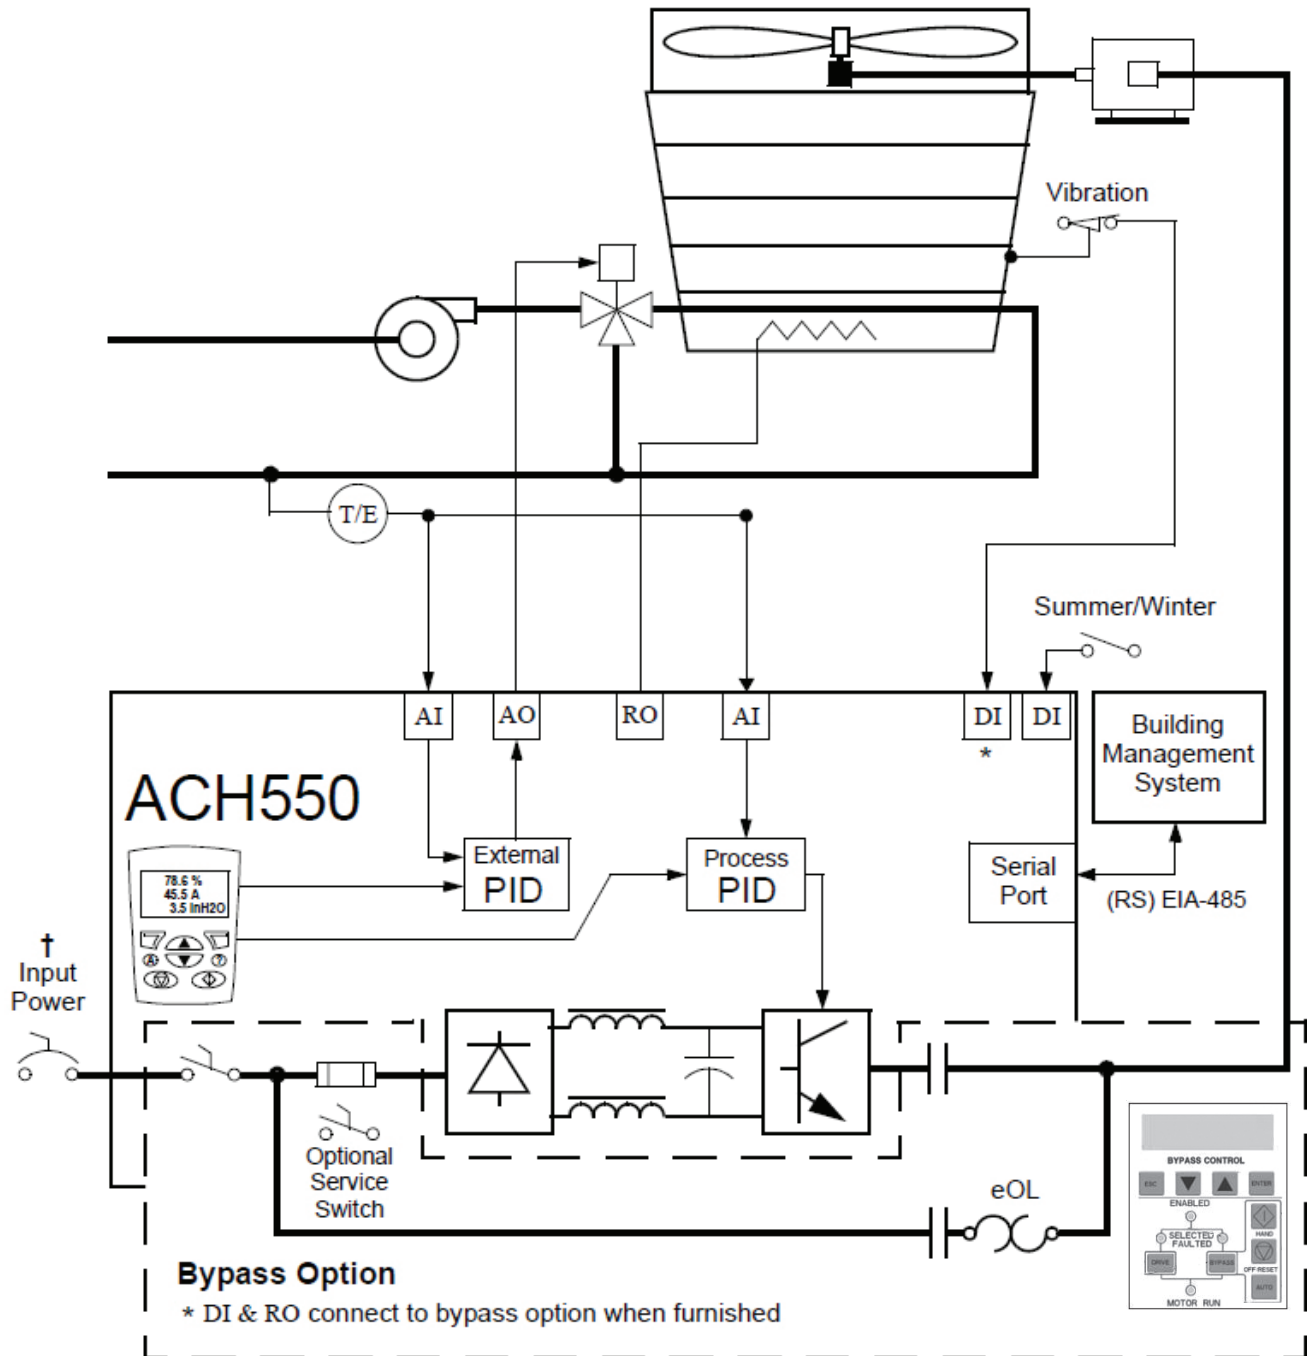 Vibration
T/E
Summer/Winter
AI
AO
RO
AI
DI
DI
*
Building
Management
System
ACH550
External
PID
Process
PID
Serial
Port
(RS) EIA-485
78.6 %
45.5 A
3.5 InH2O
A
?
†
Input
Power
Optional
Service
Switch
eOL
BYPASS CONTROL
ESC
ENTER
ENABLED
HAND
SELECTED
FAULTED
DRIVE
BYPASS
OFF RESET
AUTO
MOTOR RUN
Bypass Option
* DI & RO connect to bypass option when furnished